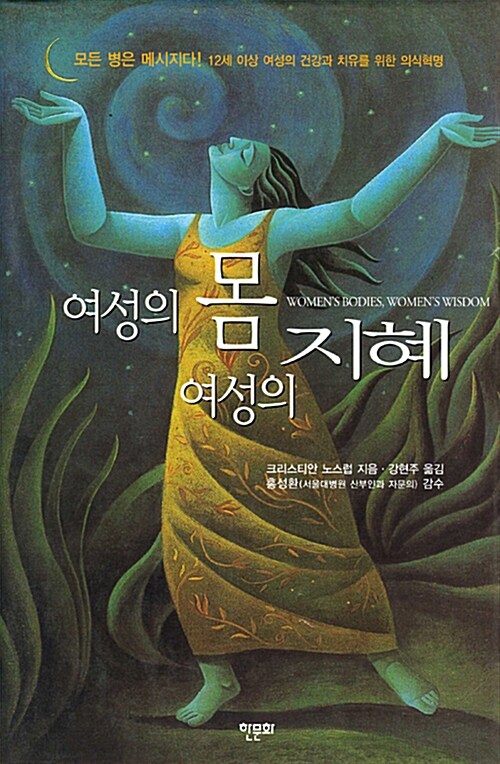 모든 병은 메시지다! 12세 이상 여성의 건강과 치유를 위한 의식혁명
여성의 몸
WOMEN'S BODIES, WOMEN'S WISDOM
여성의 지혜
크리스티안 노스럽 지음 · 강현주 옮김
홍성환(서울대병원 산부인과 자문의) 감수
한문화